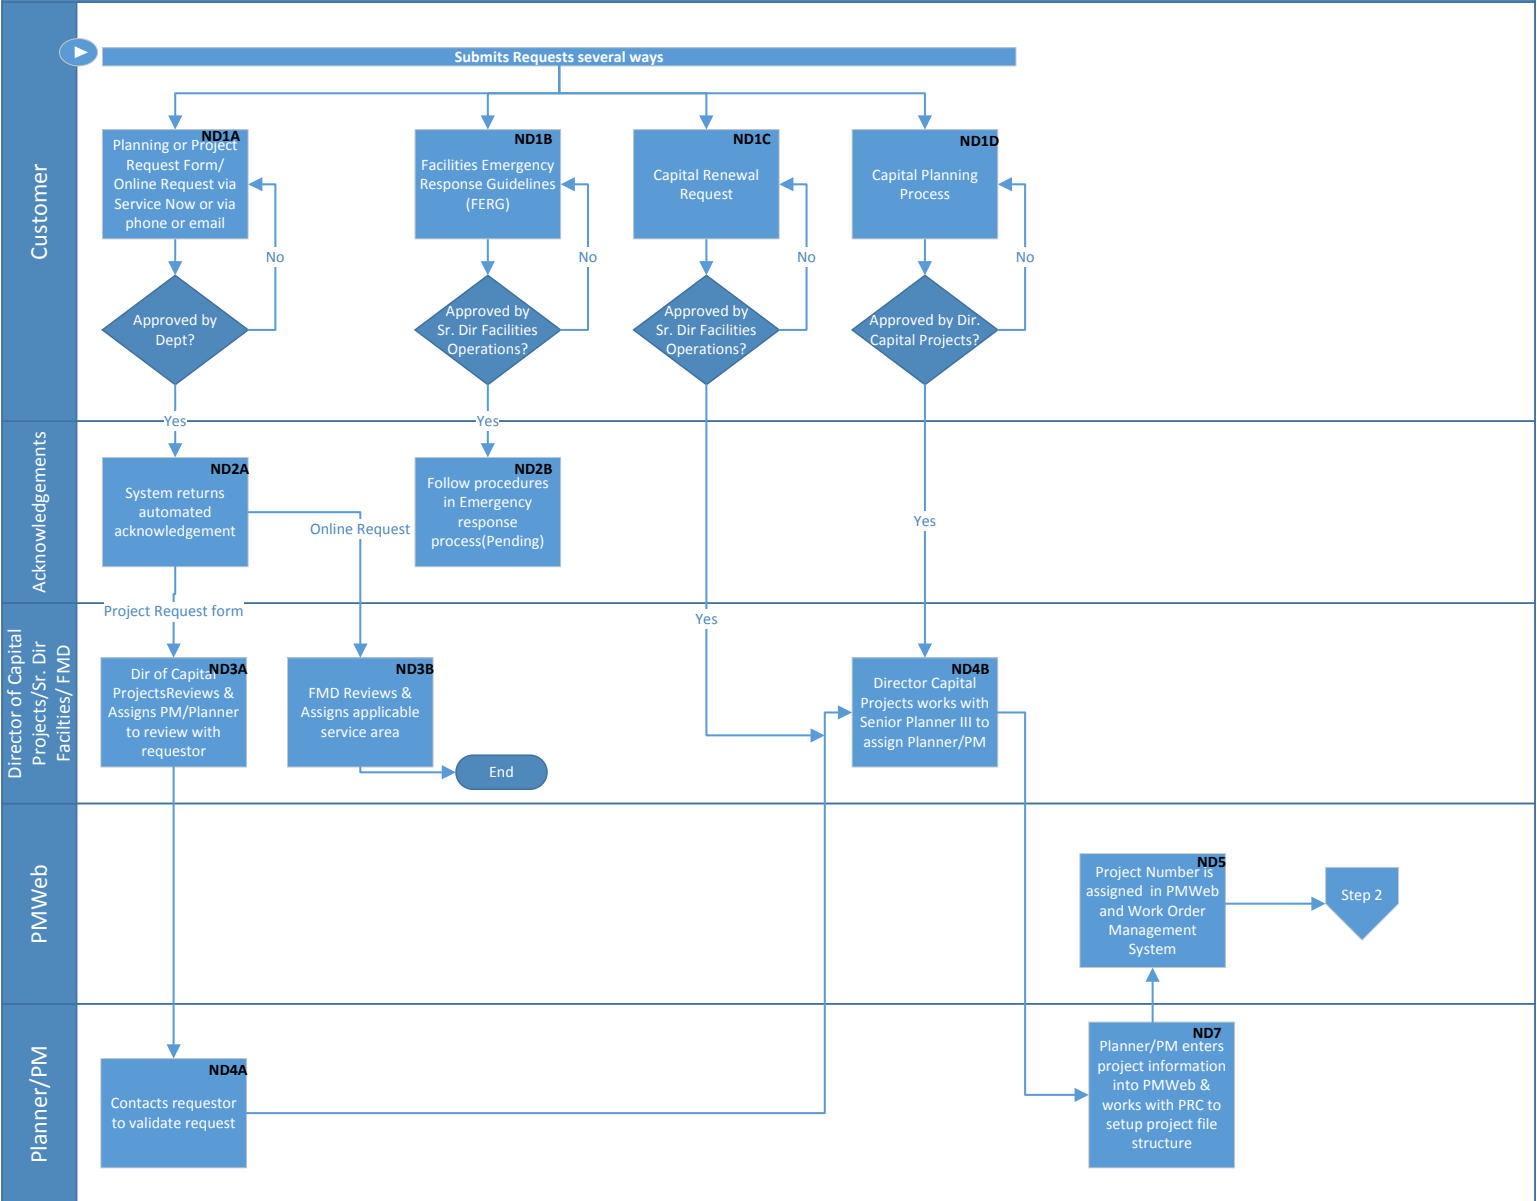 Customer
Submits Requests several ways
ND1A
Planning or Project
Request Form/
Online Request via
Service Now or via
phone or email
ND1B
Facilities Emergency
Response Guidelines
(FERG)
ND1C
Capital Renewal
Request
ND1D
Capital Planning
Process
No
No
No
No
Approved by
Dept?
Approved by
Sr. Dir Facilities
Operations?
Approved by
Sr. Dir Facilities
Operations?
Approved by Dir.
Capital Projects?
Yes
Yes
Acknowledgements
ND2A
System returns
automated
acknowledgement
Online Request
ND2B
Follow procedures
in Emergency
response
process(Pending)
Yes
Project Request form
Yes
Director of Capital
Projects/Sr. Dir
Facilties/ FMD
ND3A
Dir of Capital
ProjectsReviews &
Assigns PM/Planner
to review with
requestor
ND3B
FMD Reviews &
Assigns applicable
service area
End
ND4B
Director Capital
Projects works with
Senior Planner III to
assign Planner/PM
PMWeb
ND5
Project Number is
assigned  in PMWeb
and Work Order
Management
System
Step 2
Planner/PM
ND4A
Contacts requestor
to validate request
ND7
Planner/PM enters
project information
into PMWeb &
works with PRC to
setup project file
structure